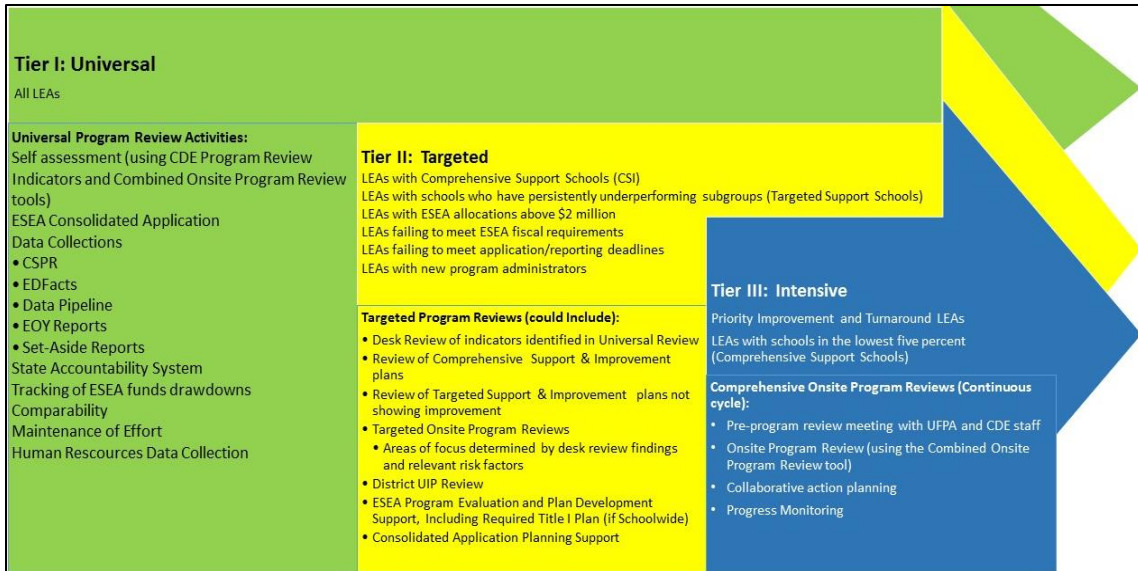 Tier I: Universal
All LEAs
Universal Program Review Activities:
Self assessment (using CDE Program Review
Indicators and Combined Onsite Program Review
tools)
ESEA Consolidated Application
Data Collections
• CSPR
• EDFacts
• Data Pipeline
• EOY Reports
• Set-Aside Reports
State Accountability System
Tracking of ESEA funds drawdowns
Comparability
Maintenance of Effort
Human Rescources Data Collection
Tier II: Targeted
LEAs with Comprehensive Support Schools (CSI)
LEAs with schools who have persistently underperforming subgroups (Targeted Support Schools)
LEAs with ESEA allocations above $2 million
LEAs failing to meet ESEA fiscal requirements
LEAs failing to meet application/reporting deadlines
LEAs with new program administrators
Targeted Program Reviews (could Include):
• Desk Review of indicators identified in Universal Review
• Review of Comprehensive Support & Improvement
plans
• Review of Targeted Support & Improvement plans not
showing improvement
• Targeted Onsite Program Reviews
• Areas of focus determined by desk review findings
and relevant risk factors
• District UIP Review
• ESEA Program Evaluation and Plan Development
Support, Including Required Title I Plan (if Schoolwide)
• Consolidated Application Planning Support
Tier III: Intensive
Priority Improvement and Turnaround LEAs
LEAs with schools in the lowest five percent
(Comprehensive Support Schools)
Comprehensive Onsite Program Reviews (Continuous
cycle):
• Pre-program review meeting with UFPA and CDE staff
• Onsite Program Review (using the Combined Onsite
Program Review tool)
• Collaborative action planning
• Progress Monitoring